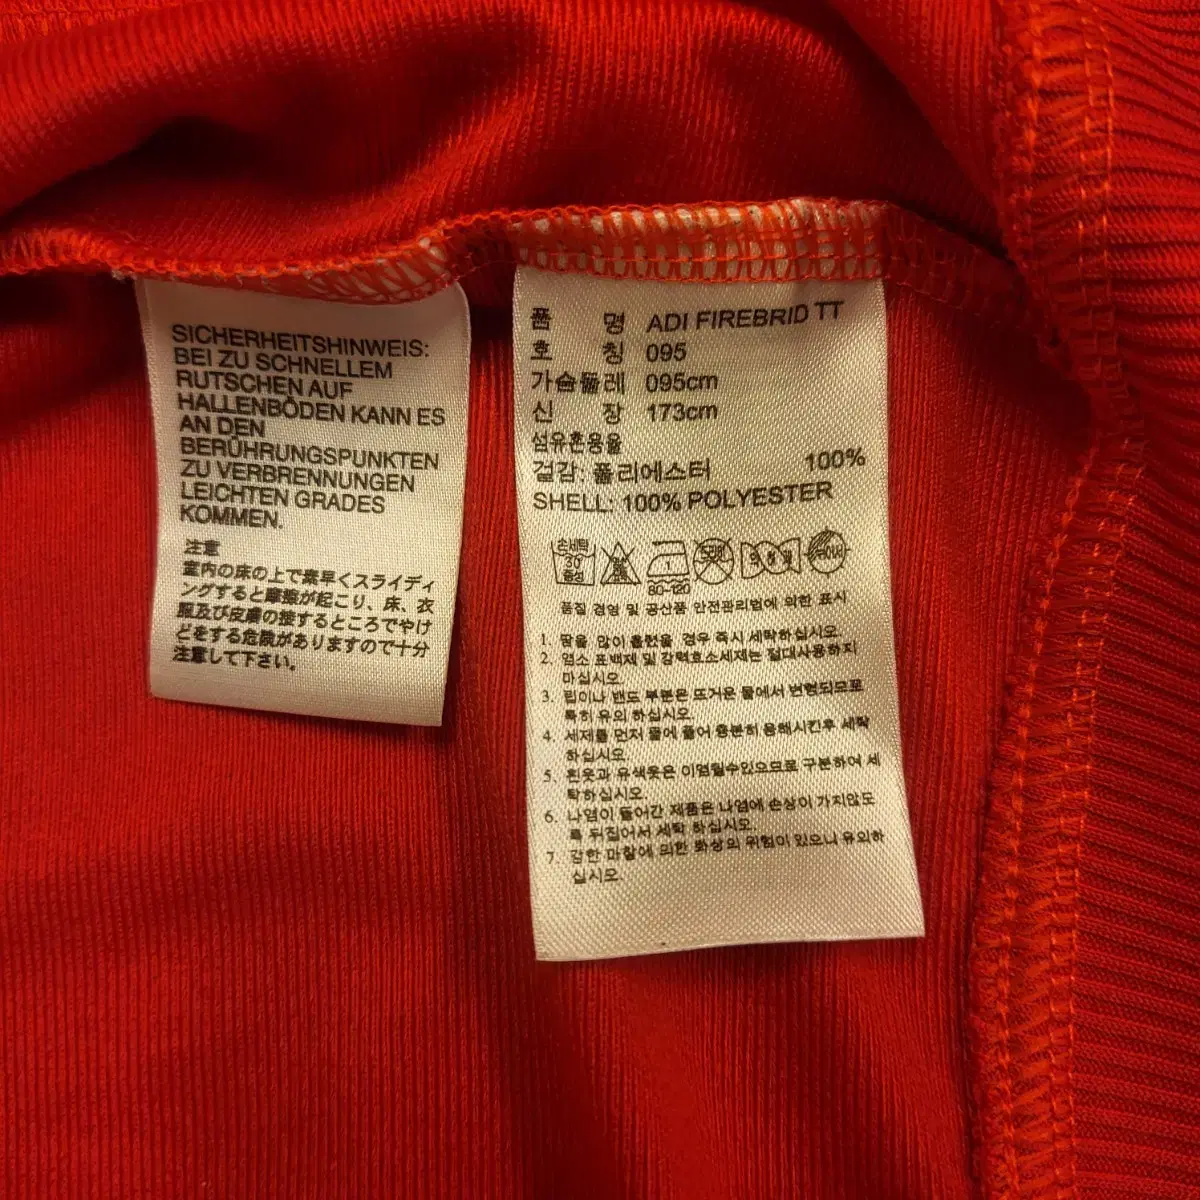 SICHERHEITSHINWEIS:
BEI ZU SCHNELLEM
RUTSCHEN AUF
HALLENBÖDEN KANN ES
AN DEN
BERÜHRUNGSPUNKTEN
ZU VERBRENNUNGEN
LEICHTEN GRADES
KOMMEN.
注意
室内の床の上で素早くスライディ
ングすると摩擦が起こり、床、衣
服及び皮膚の接するところでやけ
どをする危険がありますので十分
注意して下さい。
품 명 ADI FIREBRID TT
호 칭 095
가슴둘레 095cm
신 장 173cm
섬유혼용율
겉감: 폴리에스터 100%
SHELL: 100% POLYESTER
손세탁
30
중성
1
80~120
품질 경영 및 공산품 안전관리법에 의한 표시
1. 땀을 많이 흘렸을 경우 즉시 세탁하십시오.
2. 염소 표백제 및 강력효소세제는 절대사용하지
마십시오.
3. 립이나 밴드 부분은 뜨거운 물에서 변형되므로
특히 유의 하십시오
4. 세제를 먼저 물에 풀어 충분히 용해시킨후 세탁
하십시오.
5. 흰옷과 유색옷은 이염될수있으므로 구분하여 세
탁하십시오.
6. 나염이 들어간 제품은 나염에 손상이 가지않도
록 뒤집어서 세탁 하십시오.
7. 강한 마찰에 의한 화상의 위험이 있으니 유의하
십시오.